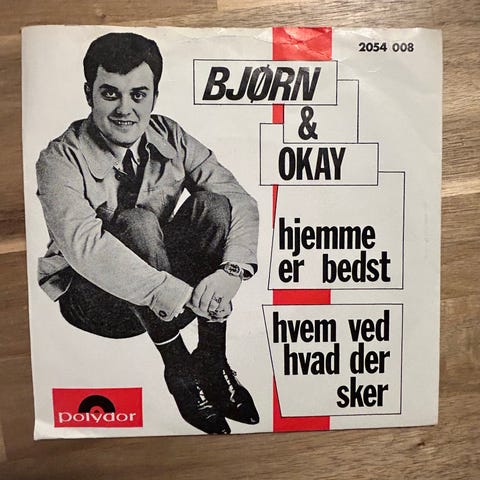 2054 008
BJØRN
&
OKAY
hjemme
er bedst
hvem ved
hvad der
sker
polydor